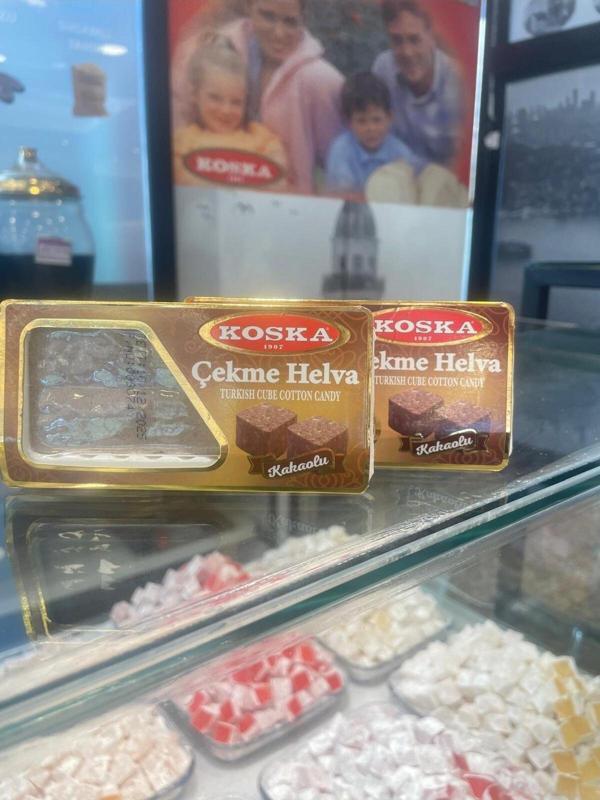 KOSKA
1907
KOSKA
1907
Çekme Helva
TURKISH CUBE COTTON CANDY
Kakaolu
KOSKA
1907
ekme Helva
TURKISH CUBE COTTON CANDY
Kakaolu